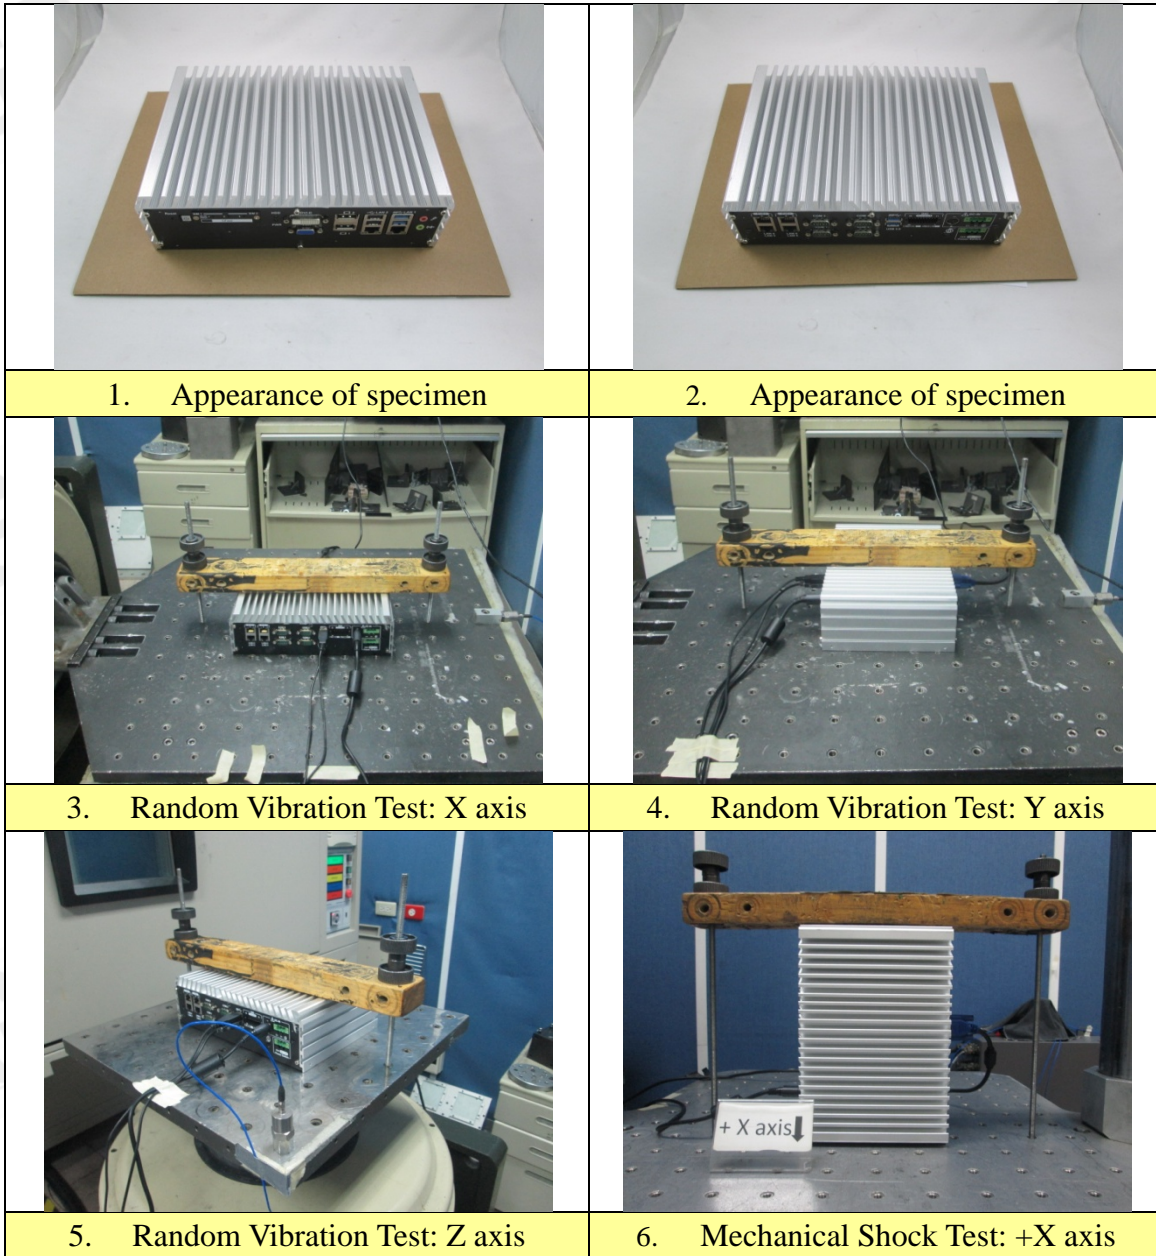 1. Appearance of specimen
2. Appearance of specimen
3. Random Vibration Test: X axis
4. Random Vibration Test: Y axis
+ X axis↓
5. Random Vibration Test: Z axis
6. Mechanical Shock Test: +X axis